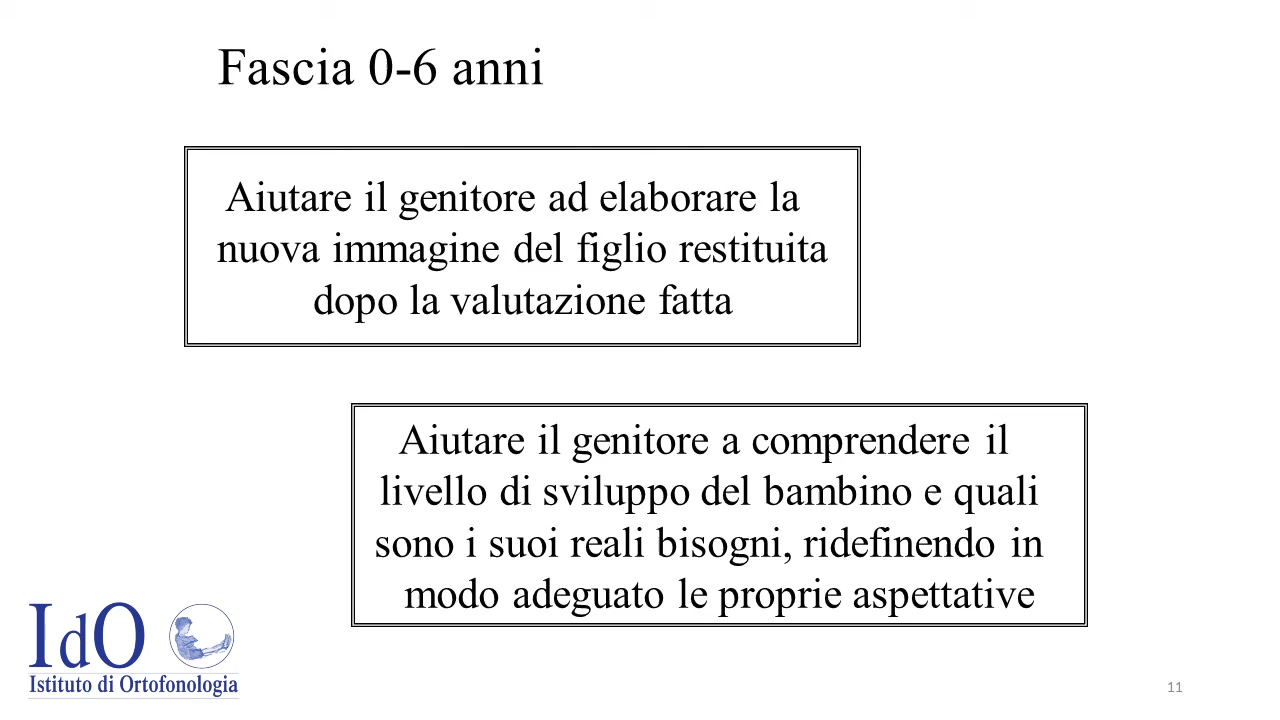 Fascia 0-6 anni
Aiutare il genitore ad elaborare la
nuova immagine del figlio restituita
dopo la valutazione fatta
Aiutare il genitore a comprendere il
livello di sviluppo del bambino e quali
sono i suoi reali bisogni, ridefinendo in
modo adeguato le proprie aspettative
IdO
Istituto di Ortofonologia
11